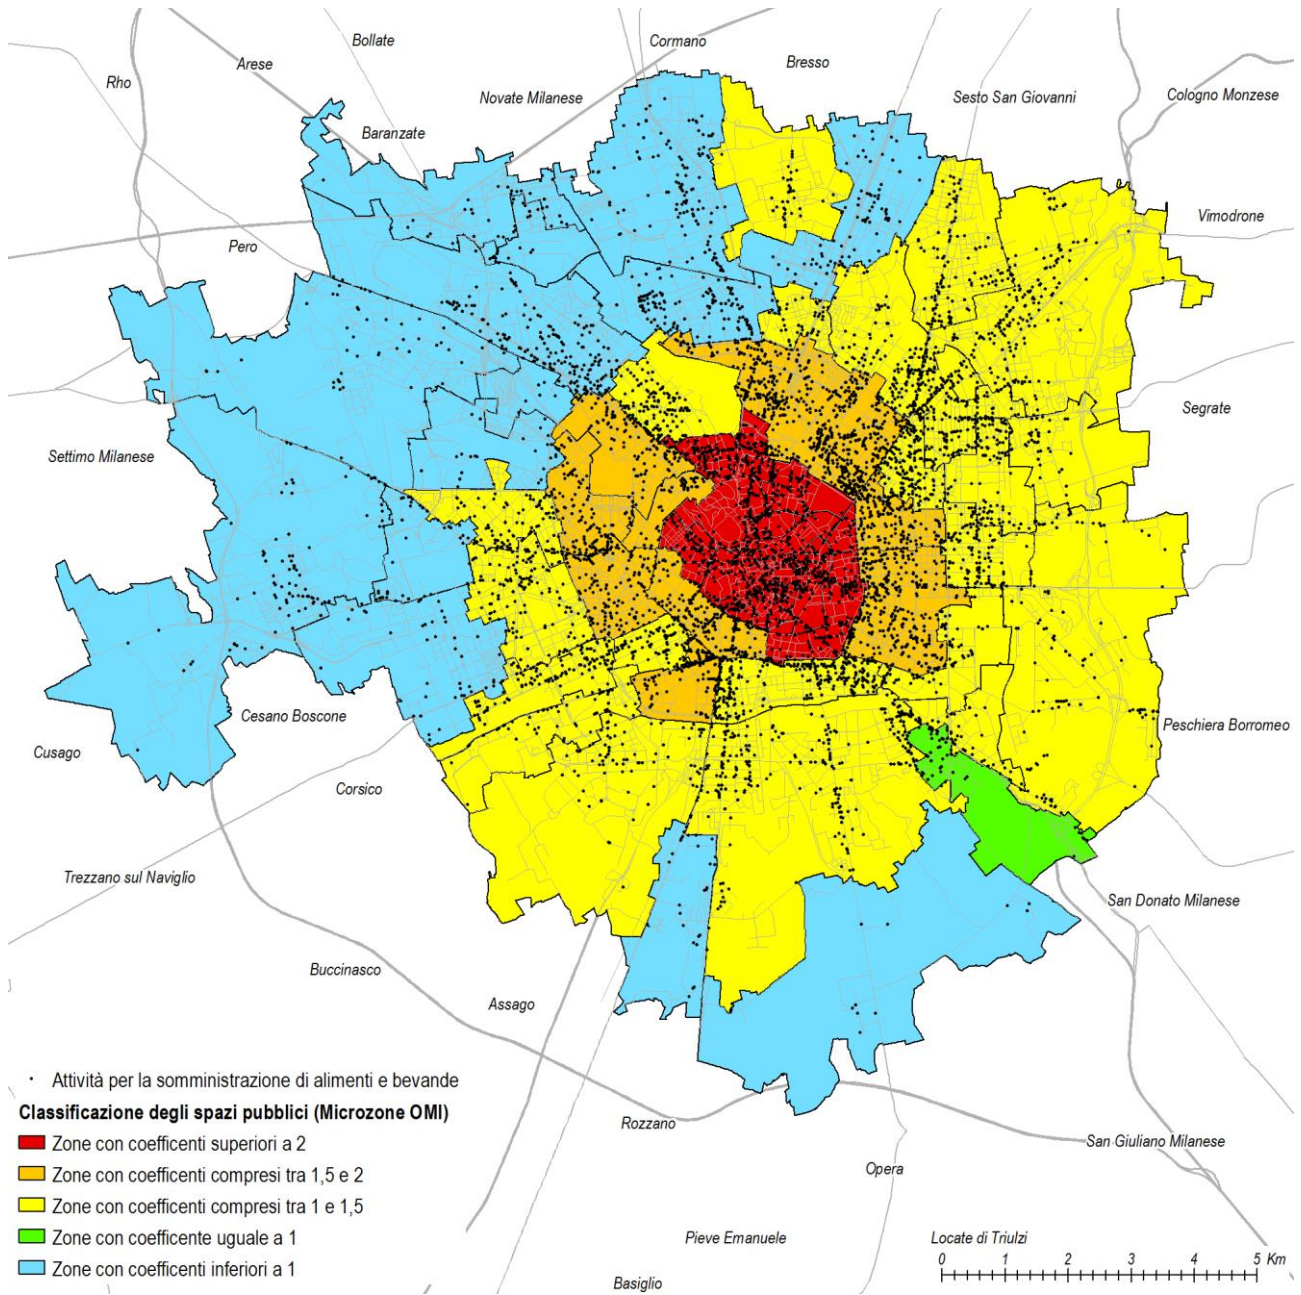 Bollate
Cormano
Arese
Bresso
Rho
Novate Milanese
Sesto San Giovanni
Cologno Monzese
Baranzate
Vimodrone
Pero
Segrate
Settimo Milanese
Cesano Boscone
Peschiera Borromeo
Cusago
Corsico
Trezzano sul Naviglio
San Donato Milanese
Buccinasco
Assago
Rozzano
San Giuliano Milanese
Opera
Pieve Emanuele
Locate di Triulzi
Basiglio
Attività per la somministrazione di alimenti e bevande
Classificazione degli spazi pubblici (Microzone OMI)
Zone con coefficenti superiori a 2
Zone con coefficenti compresi tra 1,5 e 2
Zone con coefficenti compresi tra 1 e 1,5
Zone con coefficente uguale a 1
Zone con coefficenti inferiori a 1
0 1 2 3 4 5 Km